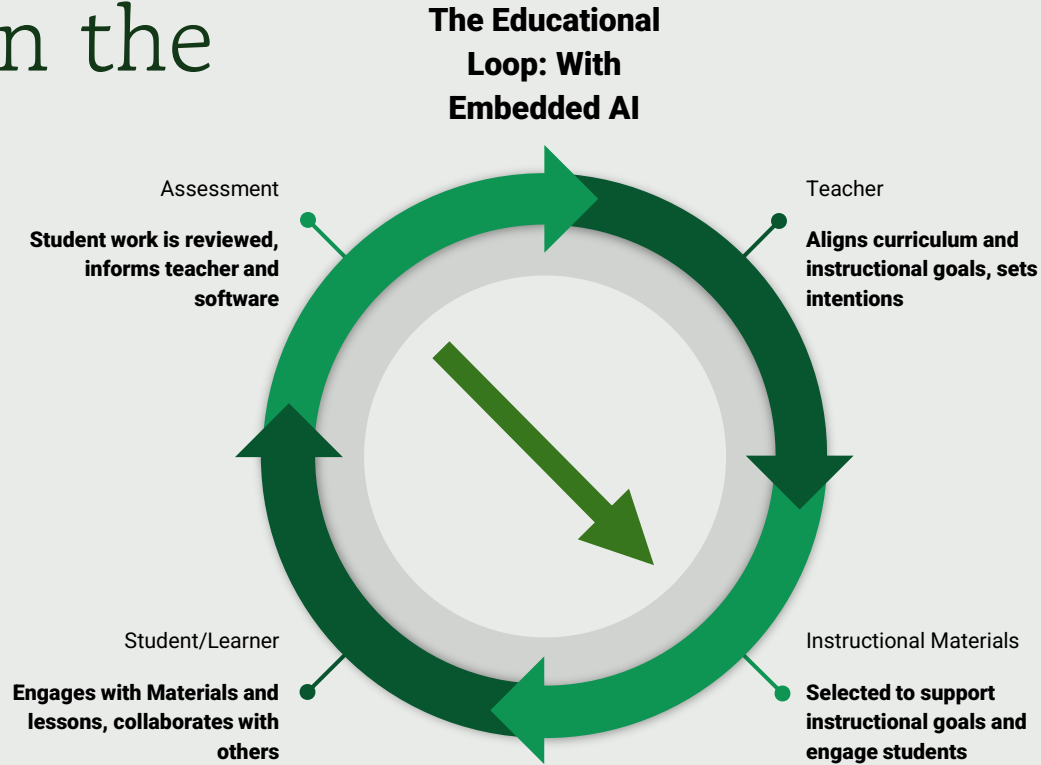 n the
The Educational
Loop: With
Embedded AI
Assessment
Student work is reviewed,
informs teacher and
software
Teacher
Aligns curriculum and
instructional goals, sets
intentions
Student/Learner
Engages with Materials and
lessons, collaborates with
others
Instructional Materials
Selected to support
instructional goals and
engage students